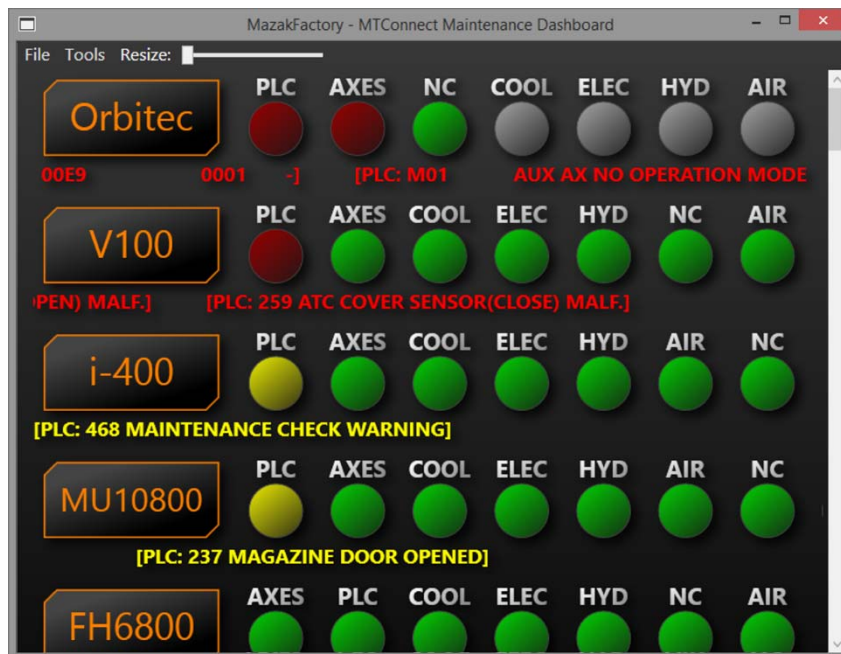 MazakFactory - MTConnect Maintenance Dashboard
File Tools Resize:
Orbitec PLC AXES NC COOL ELEC HYD AIR
00E9 0001 -] [PLC: M01 AUX AX NO OPERATION MODE
V100 PLC AXES COOL ELEC HYD NC AIR
PEN) MALF.] [PLC: 259 ATC COVER SENSOR(CLOSE) MALF.]
i-400 PLC AXES COOL ELEC HYD AIR NC
[PLC: 468 MAINTENANCE CHECK WARNING]
MU10800 PLC AXES COOL ELEC HYD AIR NC
[PLC: 237 MAGAZINE DOOR OPENED]
FH6800 AXES PLC COOL ELEC HYD NC AIR